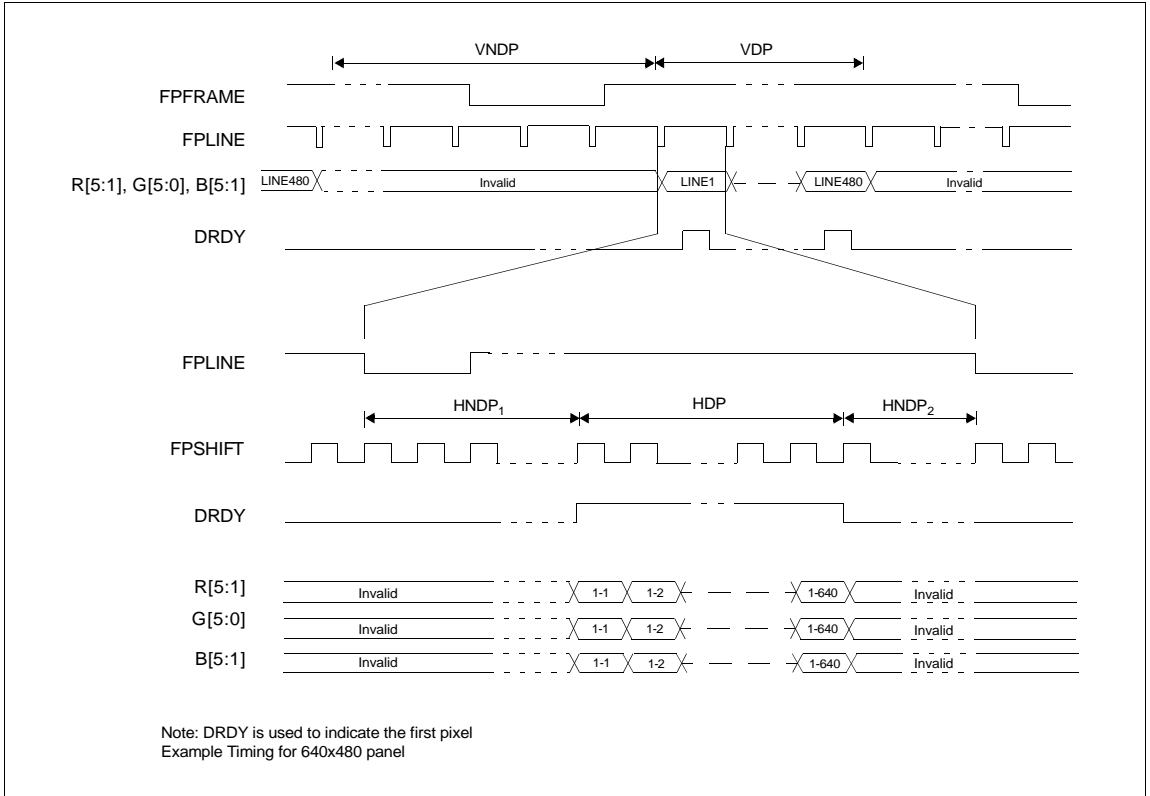 VNDP VDP
FPFRAME
FPLINE
R[5:1], G[5:0], B[5:1] LINE480 Invalid LINE1 LINE480 Invalid
DRDY
FPLINE
HNDP₁ HDP HNDP₂
FPSHIFT
DRDY
R[5:1] Invalid 1-1 1-2 1-640 Invalid
G[5:0] Invalid 1-1 1-2 1-640 Invalid
B[5:1] Invalid 1-1 1-2 1-640 Invalid
Note: DRDY is used to indicate the first pixel
Example Timing for 640x480 panel